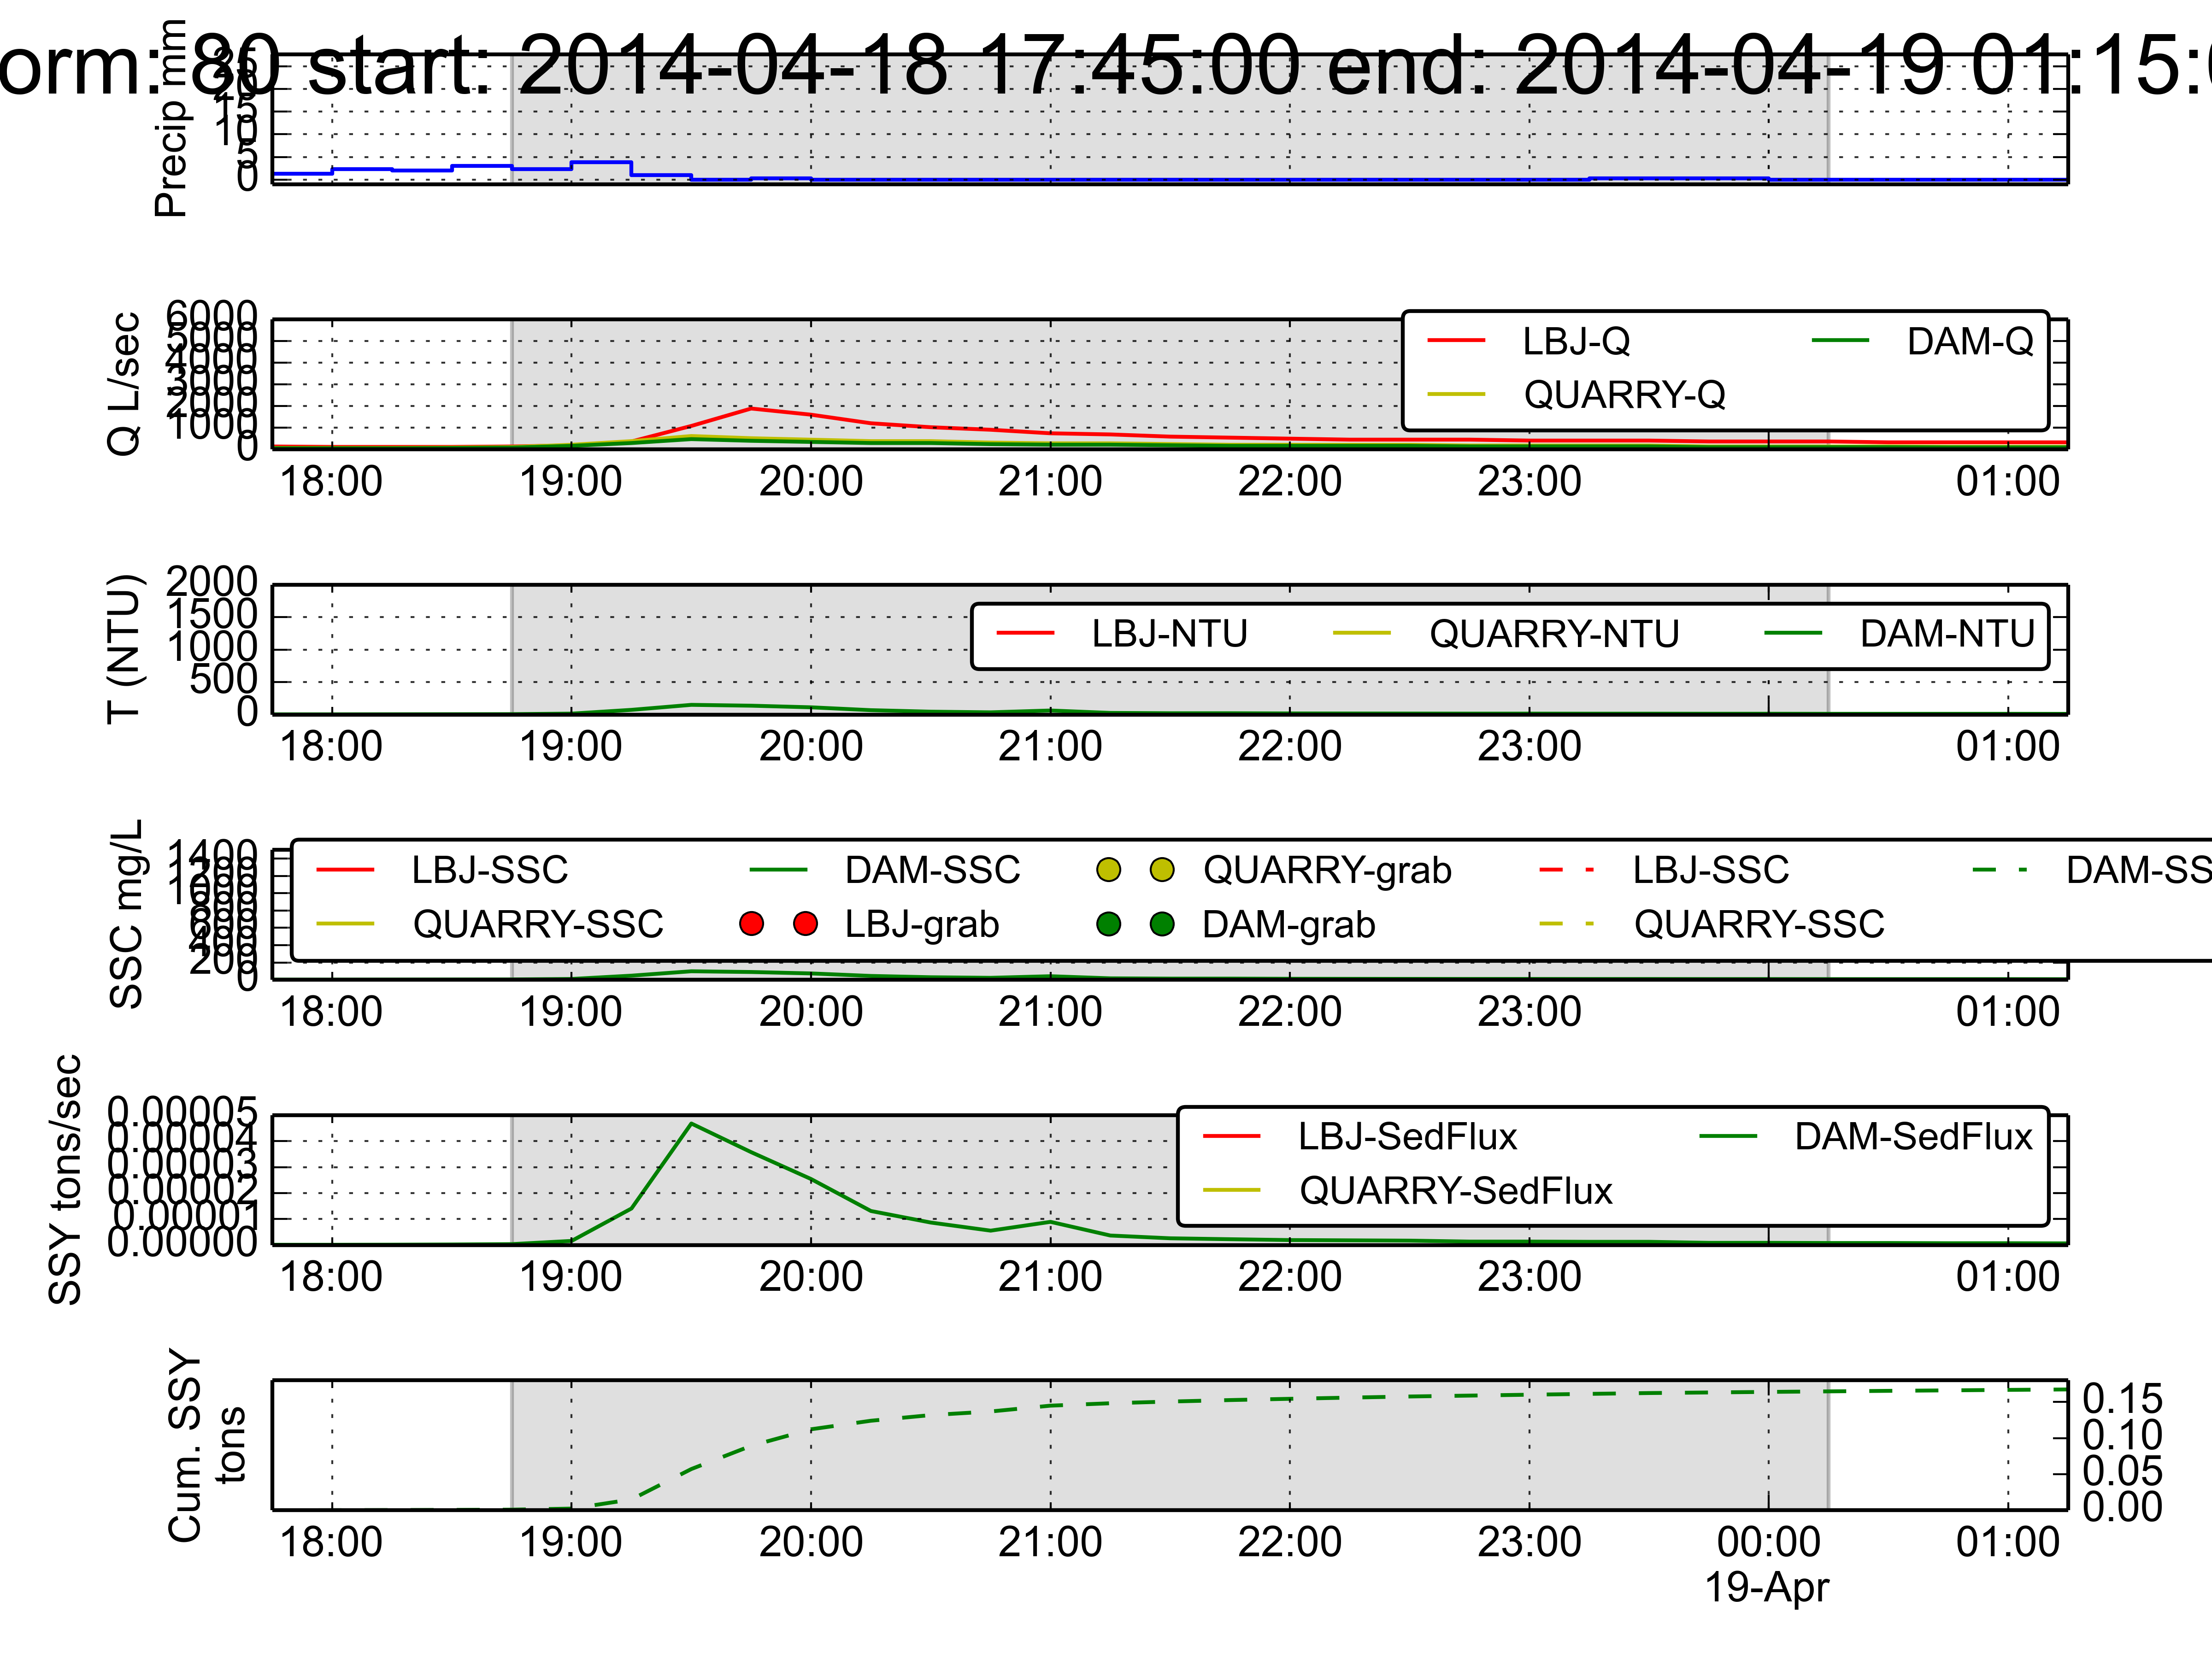 orm: 80 start: 2014-04-18 17:45:00 end: 2014-04-19 01:15:0
Precip mm
25
20
15
10
5
0
Q L/sec
6000
5000
4000
3000
2000
1000
0
LBJ-Q DAM-Q
QUARRY-Q
18:00 19:00 20:00 21:00 22:00 23:00 01:00
T (NTU)
2000
1500
1000
500
0
LBJ-NTU QUARRY-NTU DAM-NTU
18:00 19:00 20:00 21:00 22:00 23:00 01:00
SSC mg/L
1400
1200
1000
800
600
400
200
0
LBJ-SSC DAM-SSC QUARRY-grab LBJ-SSC DAM-SS
QUARRY-SSC LBJ-grab DAM-grab QUARRY-SSC
18:00 19:00 20:00 21:00 22:00 23:00 01:00
SSY tons/sec
0.00005
0.00004
0.00003
0.00002
0.00001
0.00000
LBJ-SedFlux DAM-SedFlux
QUARRY-SedFlux
18:00 19:00 20:00 21:00 22:00 23:00 01:00
Cum. SSY
tons
0.15
0.10
0.05
0.00
18:00 19:00 20:00 21:00 22:00 23:00 00:00 01:00
19-Apr